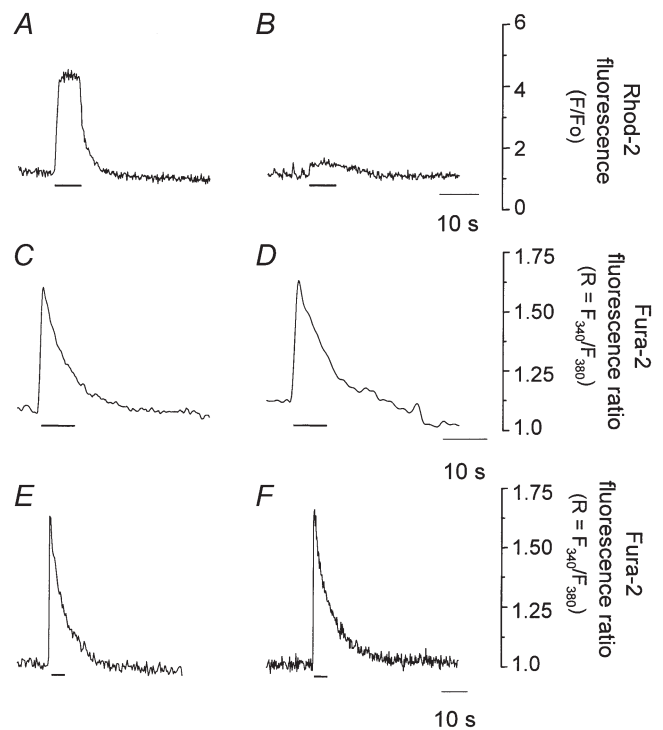 A
B
6
4
2
0
Rhod-2
fluorescence
(F/Fo)
10 s
C
D
1.75
1.50
1.25
1.0
Fura-2
fluorescence ratio
(R = F340/F380)
10 s
E
F
1.75
1.50
1.25
1.0
Fura-2
fluorescence ratio
(R = F340/F380)
10 s